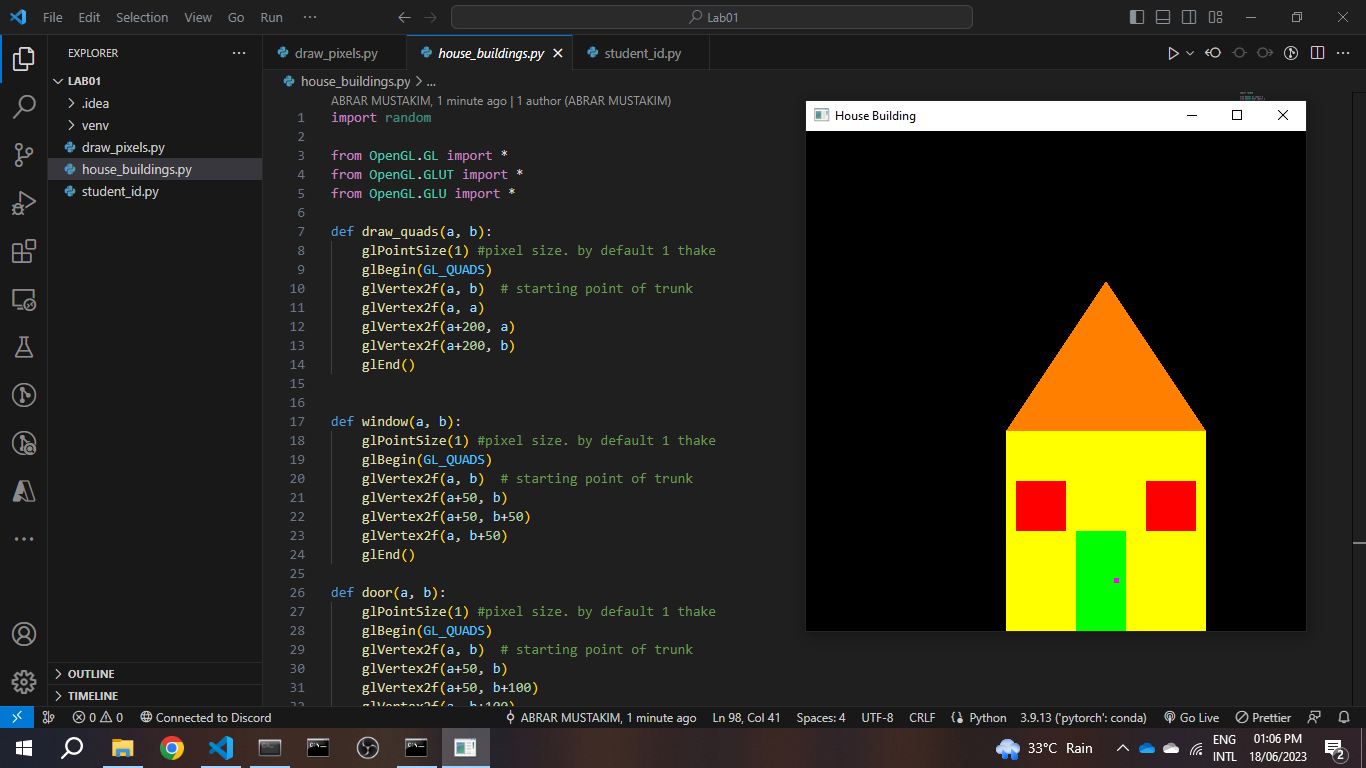 File Edit Selection View Go Run ··· Lab01
EXPLORER ···
LAB01
.idea
venv
draw_pixels.py
house_buildings.py
student_id.py
OUTLINE
TIMELINE
draw_pixels.py house_buildings.py student_id.py
house_buildings.py > ...
ABRAR MUSTAKIM, 1 minute ago | 1 author (ABRAR MUSTAKIM)
1 import random
2
3 from OpenGL.GL import *
4 from OpenGL.GLUT import *
5 from OpenGL.GLU import *
6
7 def draw_quads(a, b):
8 glPointSize(1) #pixel size. by default 1 thake
9 glBegin(GL_QUADS)
10 glVertex2f(a, b)  # starting point of trunk
11 glVertex2f(a, a)
12 glVertex2f(a+200, a)
13 glVertex2f(a+200, b)
14 glEnd()
15
16
17 def window(a, b):
18 glPointSize(1) #pixel size. by default 1 thake
19 glBegin(GL_QUADS)
20 glVertex2f(a, b)  # starting point of trunk
21 glVertex2f(a+50, b)
22 glVertex2f(a+50, b+50)
23 glVertex2f(a, b+50)
24 glEnd()
25
26 def door(a, b):
27 glPointSize(1) #pixel size. by default 1 thake
28 glBegin(GL_QUADS)
29 glVertex2f(a, b)  # starting point of trunk
30 glVertex2f(a+50, b)
31 glVertex2f(a+50, b+100)
32 glVertex2f(a, b+100)
House Building
0 0 Connected to Discord ABRAR MUSTAKIM, 1 minute ago Ln 98, Col 41 Spaces: 4 UTF-8 CRLF Python 3.9.13 ('pytorch': conda) Go Live Prettier
33°C Rain ENG 01:06 PM
INTL 18/06/2023 2